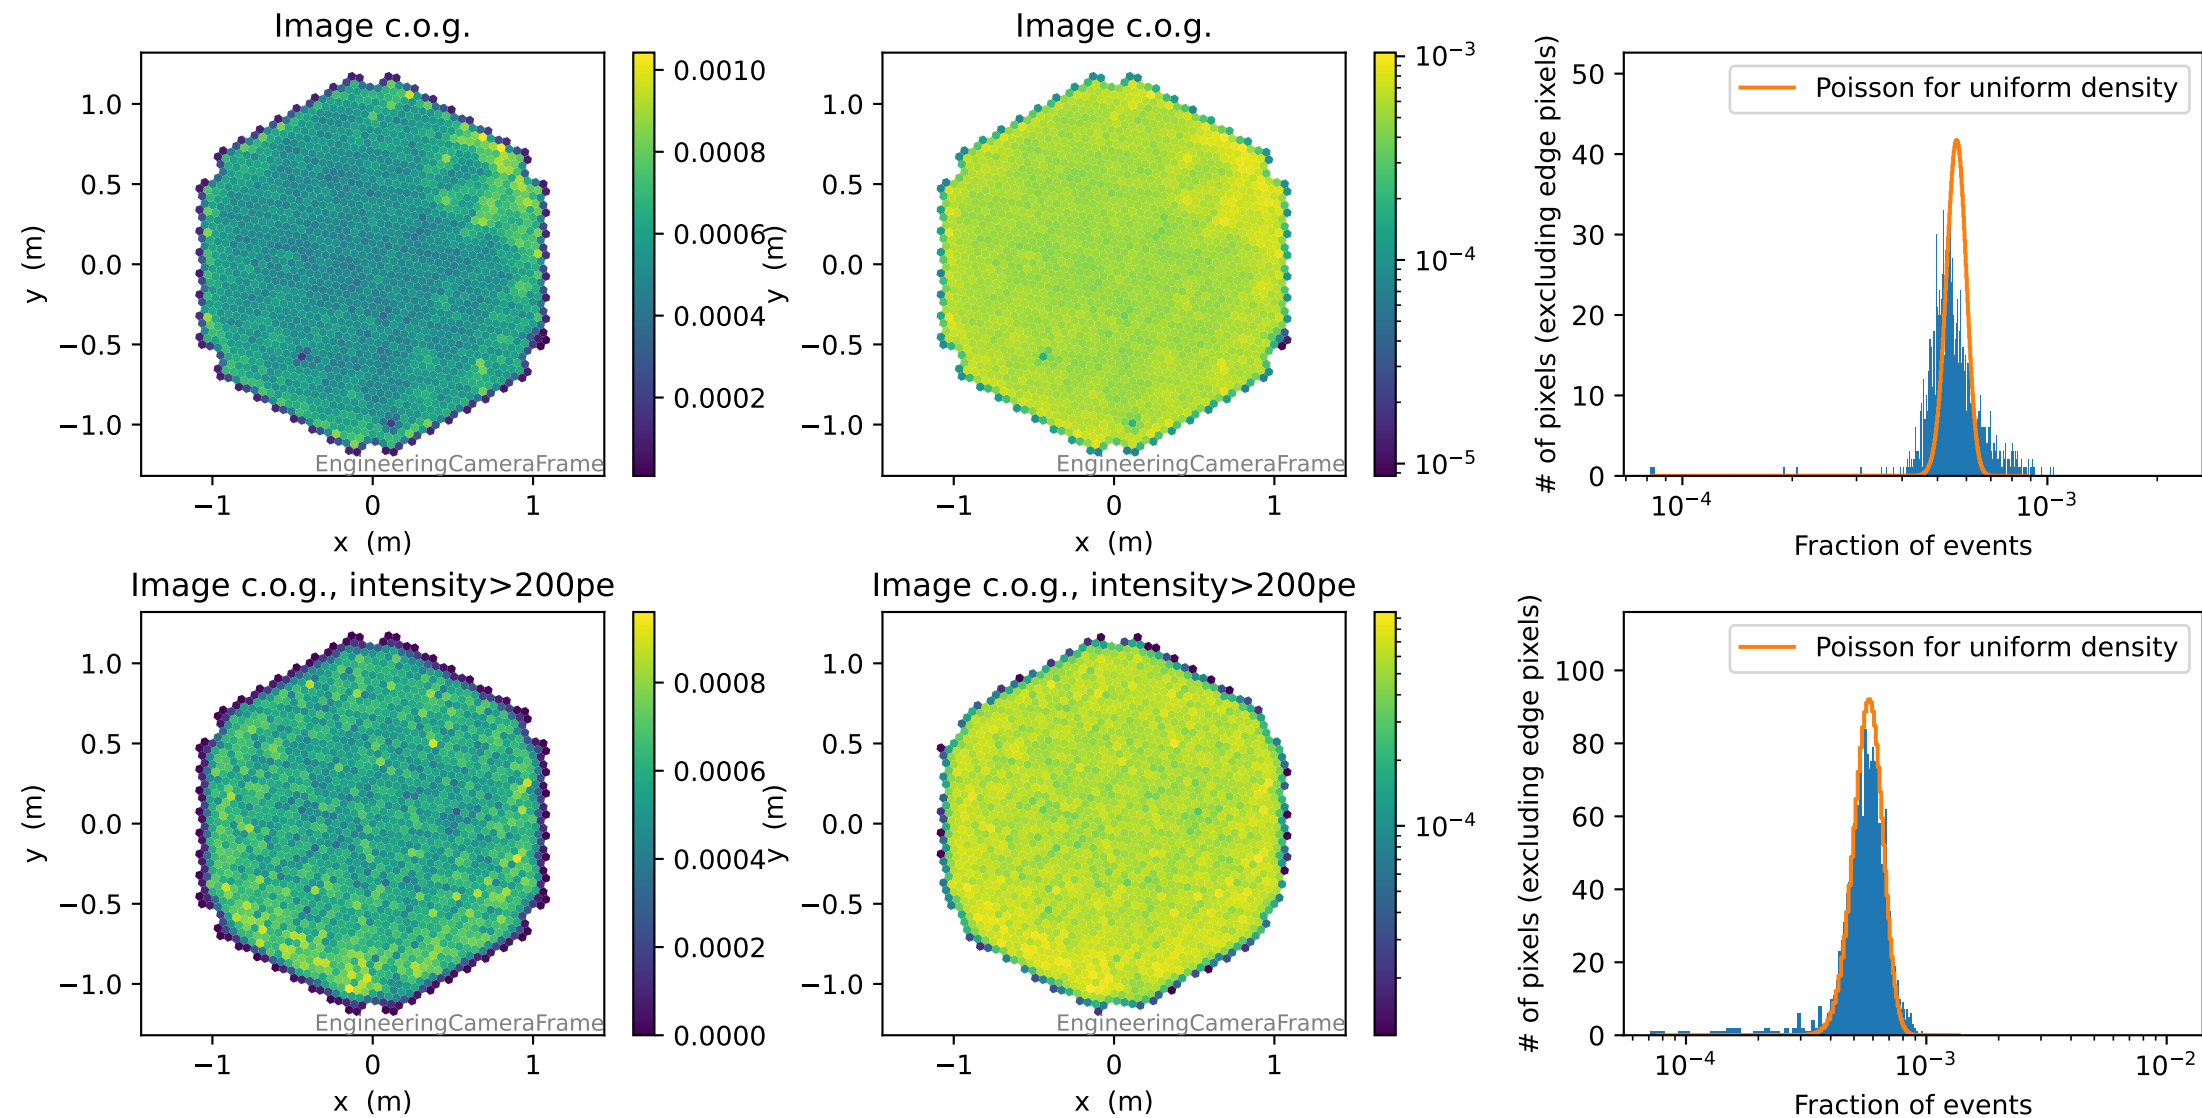 Image c.o.g.
y (m)
1.0
0.5
0.0
−0.5
−1.0
−1
0
1
x (m)
EngineeringCameraFrame
0.0010
0.0008
0.0006
0.0004
0.0002
Image c.o.g.
y (m)
1.0
0.5
0.0
−0.5
−1.0
−1
0
1
x (m)
EngineeringCameraFrame
10⁻³
10⁻⁴
10⁻⁵
# of pixels (excluding edge pixels)
50
40
30
20
10
0
Poisson for uniform density
10⁻⁴
10⁻³
Fraction of events
Image c.o.g., intensity>200pe
y (m)
1.0
0.5
0.0
−0.5
−1.0
−1
0
1
x (m)
EngineeringCameraFrame
0.0008
0.0006
0.0004
0.0002
0.0000
Image c.o.g., intensity>200pe
y (m)
1.0
0.5
0.0
−0.5
−1.0
−1
0
1
x (m)
EngineeringCameraFrame
10⁻⁴
# of pixels (excluding edge pixels)
100
80
60
40
20
0
Poisson for uniform density
10⁻⁴
10⁻³
10⁻²
Fraction of events